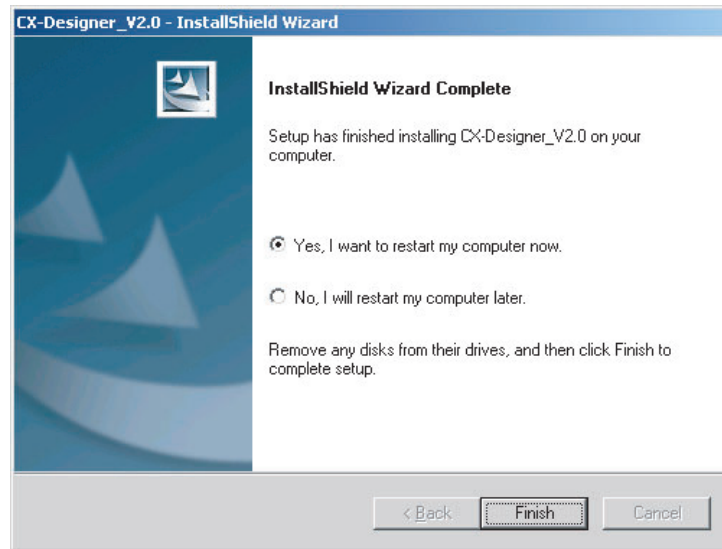 CX-Designer_V2.0 - InstallShield Wizard
InstallShield Wizard Complete
Setup has finished installing CX-Designer_V2.0 on your
computer.
Yes, I want to restart my computer now.
No, I will restart my computer later.
Remove any disks from their drives, and then click Finish to
complete setup.
< Back Finish Cancel